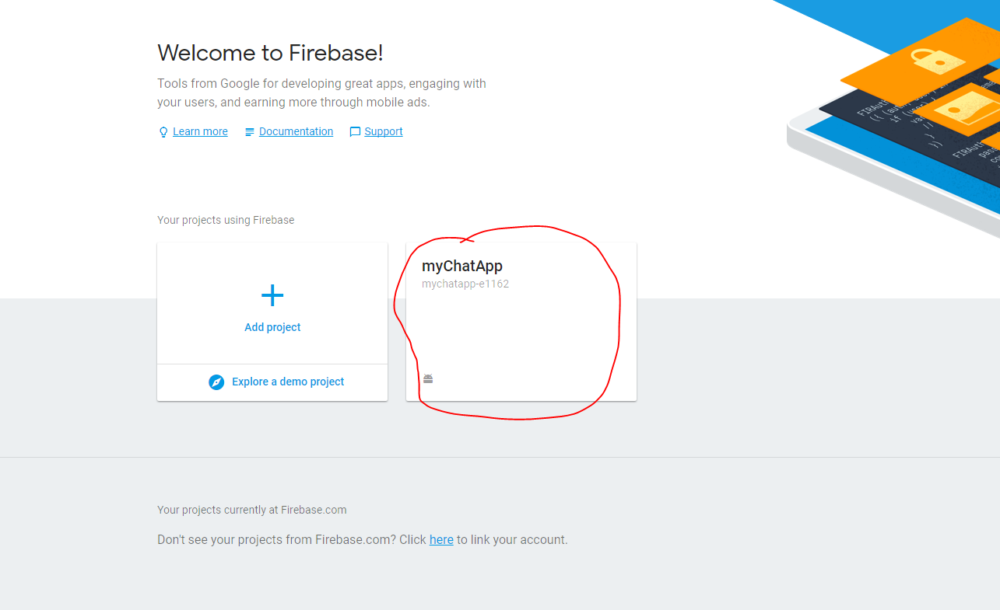 Welcome to Firebase!
Tools from Google for developing great apps, engaging with
your users, and earning more through mobile ads.
Learn more Documentation Support
Your projects using Firebase
Add project
Explore a demo project
myChatApp
mychatapp-e1162
Your projects currently at Firebase.com
Don't see your projects from Firebase.com? Click here to link your account.